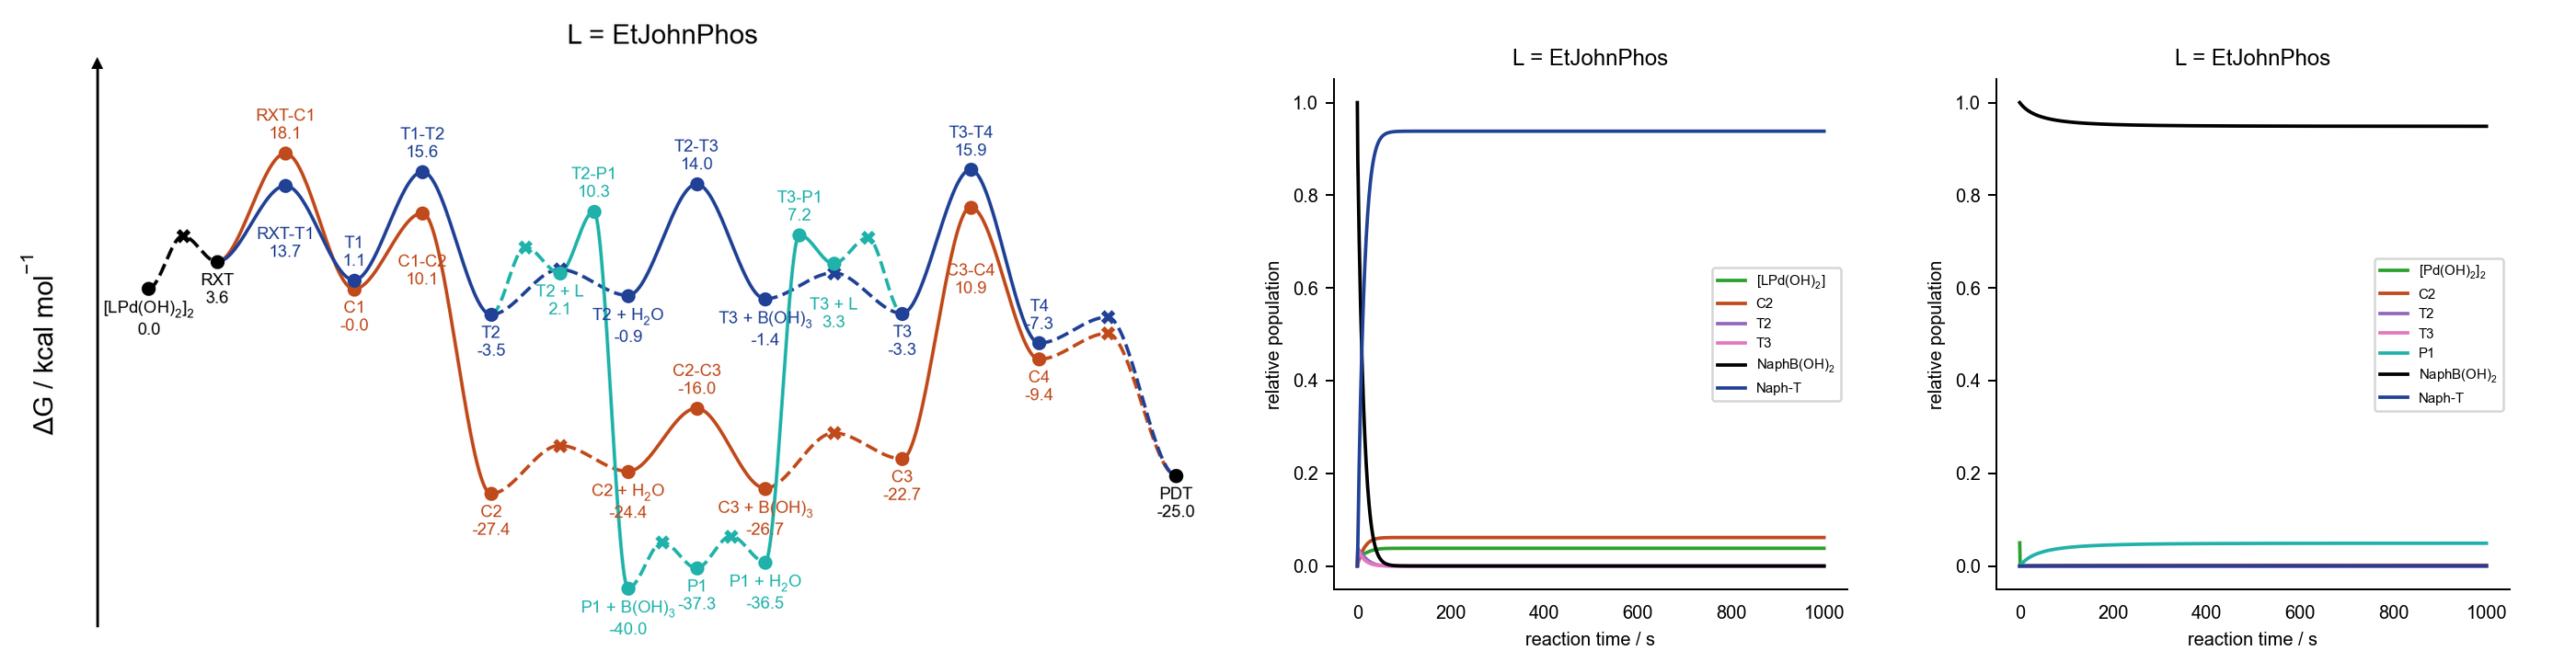 L = EtJohnPhos
ΔG / kcal mol⁻¹
[LPd(OH)₂]₂
0.0
RXT
3.6
RXT-C1
18.1
RXT-T1
13.7
T1
1.1
C1
-0.0
T1-T2
15.6
C1-C2
10.1
T2
-3.5
C2
-27.4
T2 + L
2.1
T2-P1
10.3
T2 + H₂O
-0.9
C2 + H₂O
-24.4
P1 + B(OH)₃
-40.0
T2-T3
14.0
C2-C3
-16.0
P1
-37.3
T3 + B(OH)₃
-1.4
C3 + B(OH)₃
-26.7
P1 + H₂O
-36.5
T3-P1
7.2
T3 + L
3.3
T3
-3.3
C3
-22.7
T3-T4
15.9
C3-C4
10.9
T4
-7.3
C4
-9.4
PDT
-25.0
L = EtJohnPhos
relative population
1.0
0.8
0.6
0.4
0.2
0.0
0 200 400 600 800 1000
reaction time / s
[LPd(OH)₂]
C2
T2
T3
NaphB(OH)₂
Naph-T
L = EtJohnPhos
relative population
1.0
0.8
0.6
0.4
0.2
0.0
0 200 400 600 800 1000
reaction time / s
[Pd(OH)₂]₂
C2
T2
T3
P1
NaphB(OH)₂
Naph-T